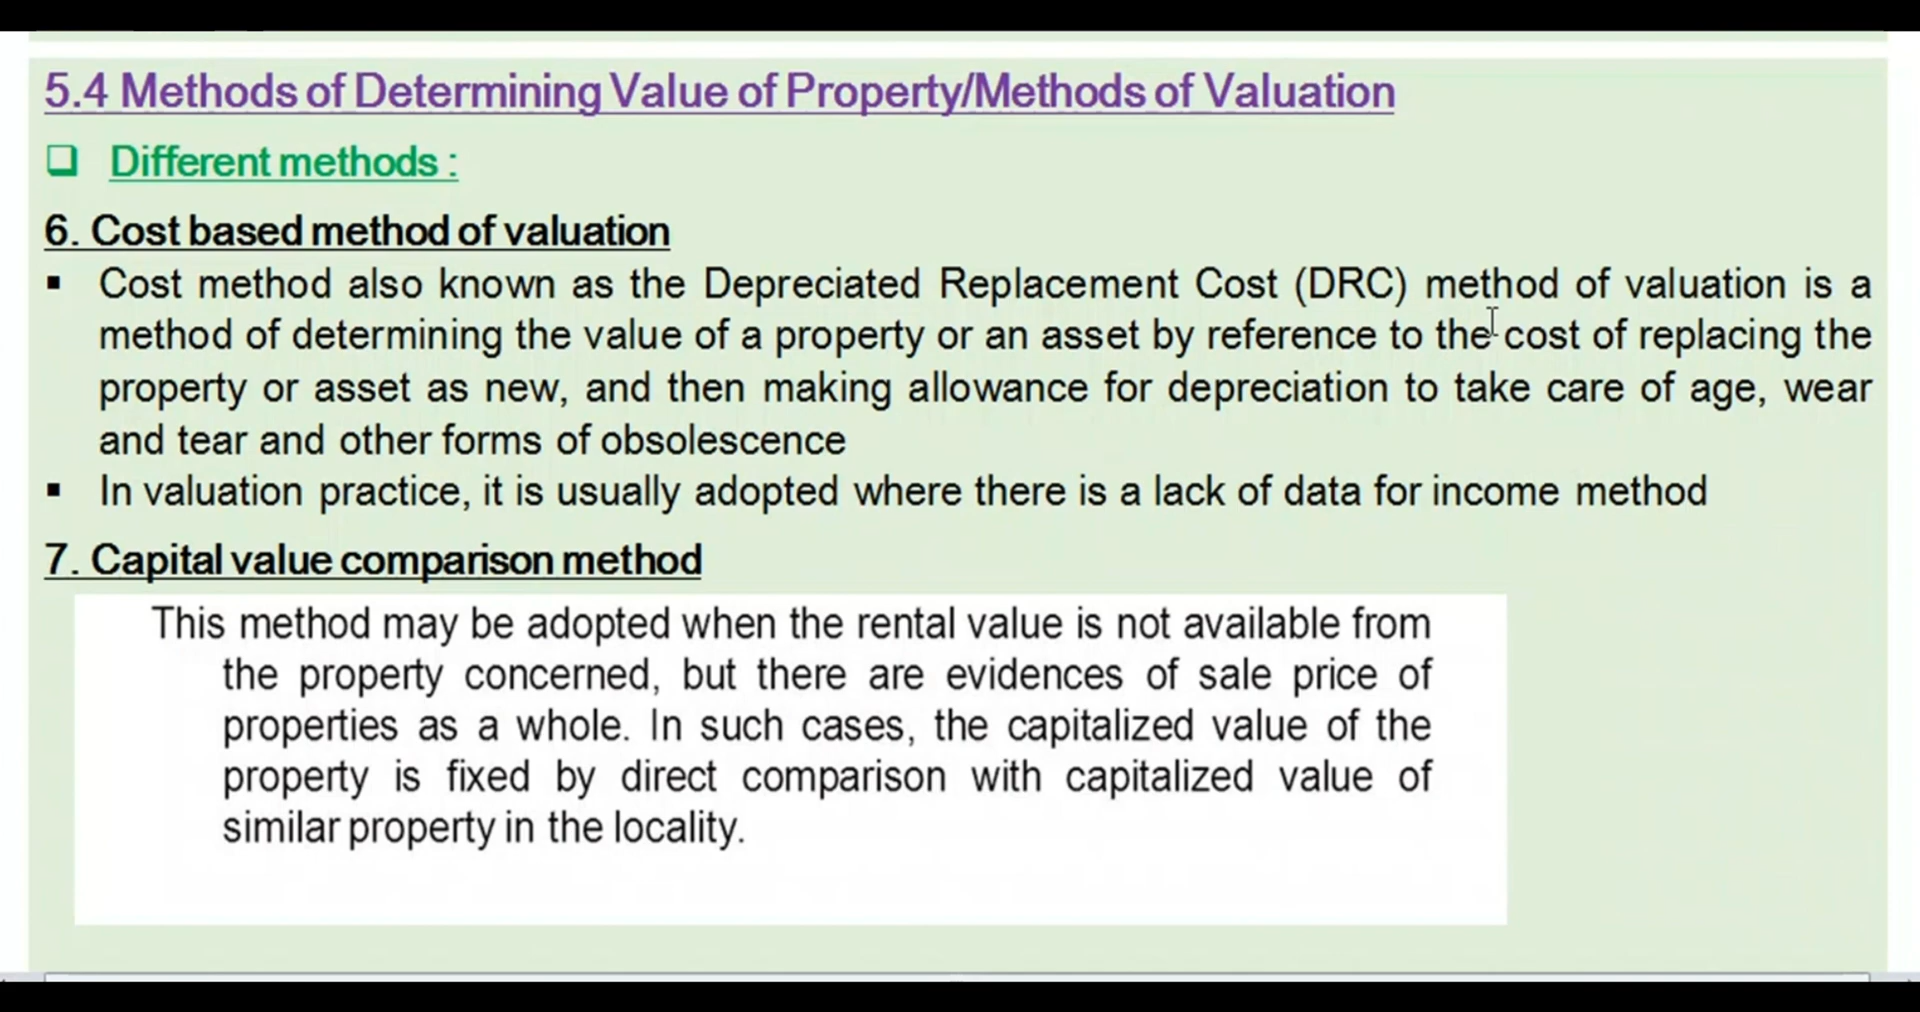 5.4 Methods of Determining Value of Property/Methods of Valuation
❑ Different methods :
6. Cost based method of valuation
▪ Cost method also known as the Depreciated Replacement Cost (DRC) method of valuation is a
method of determining the value of a property or an asset by reference to the cost of replacing the
property or asset as new, and then making allowance for depreciation to take care of age, wear
and tear and other forms of obsolescence
▪ In valuation practice, it is usually adopted where there is a lack of data for income method
7. Capital value comparison method
This method may be adopted when the rental value is not available from
the property concerned, but there are evidences of sale price of
properties as a whole. In such cases, the capitalized value of the
property is fixed by direct comparison with capitalized value of
similar property in the locality.